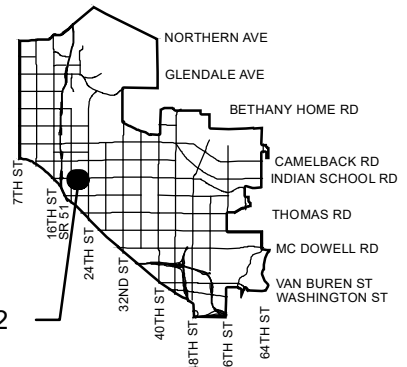 NORTHERN AVE
GLENDALE AVE
BETHANY HOME RD
CAMELBACK RD
INDIAN SCHOOL RD
THOMAS RD
MC DOWELL RD
VAN BUREN ST
WASHINGTON ST
7TH ST
16TH ST
SR 51
24TH ST
32ND ST
40TH ST
48TH ST
6TH ST
64TH ST
2